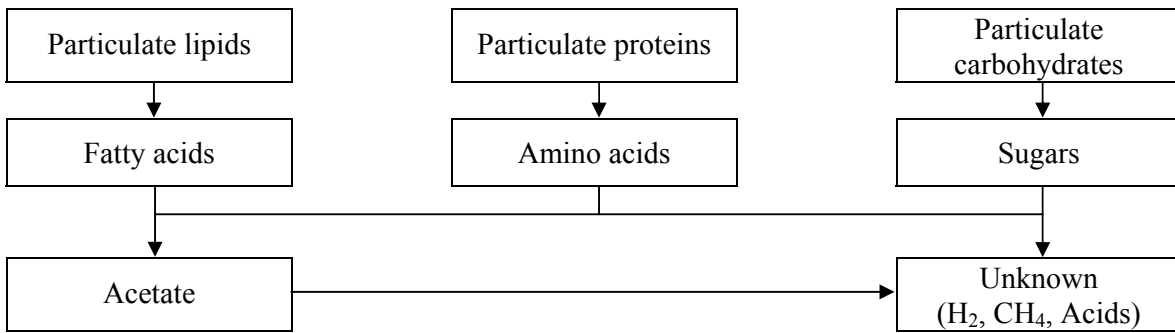 Particulate lipids
Particulate proteins
Particulate
carbohydrates
Fatty acids
Amino acids
Sugars
Acetate
Unknown
(H₂, CH₄, Acids)